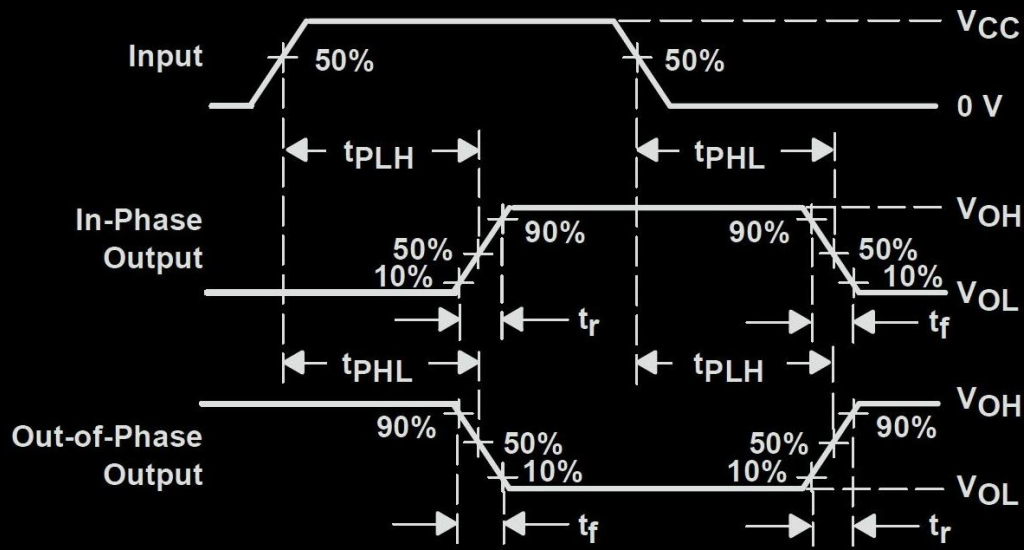 VCC
Input
50%
50%
0 V
tPLH
tPHL
In-Phase
Output
VOH
90%
90%
50%
50%
10%
10%
VOL
tr
tf
tPHL
tPLH
VOH
Out-of-Phase
Output
90%
90%
50%
50%
10%
10%
VOL
tf
tr